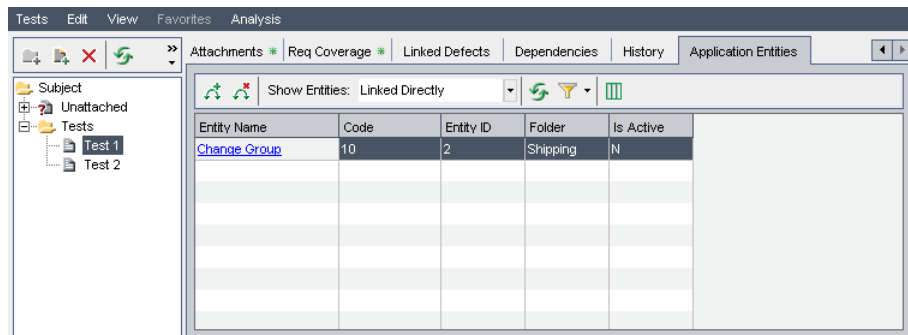 Tests Edit View Favorites Analysis
Attachments * Req Coverage * Linked Defects Dependencies History Application Entities
Subject
Unattached
Tests
Test 1
Test 2
Show Entities: Linked Directly
Entity Name Code Entity ID Folder Is Active
Change Group 10 2 Shipping N